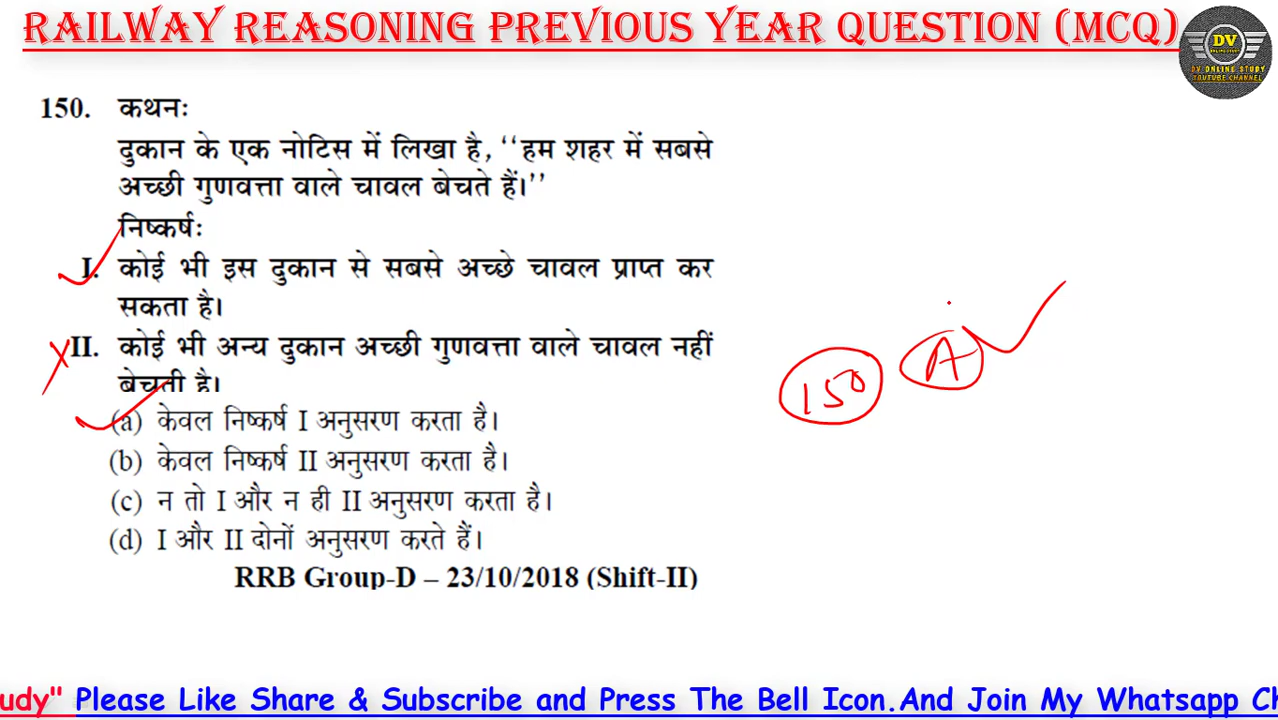 RAILWAY REASONING PREVIOUS YEAR QUESTION (MCQ)
DV
ONLINE STUDY
DV ONLINE STUDY
YOUTUBE CHANNEL
150. कथनः
दुकान के एक नोटिस में लिखा है, ‘‘हम शहर में सबसे
अच्छी गुणवत्ता वाले चावल बेचते हैं।’’
निष्कर्षः
I. कोई भी इस दुकान से सबसे अच्छे चावल प्राप्त कर
सकता है।
II. कोई भी अन्य दुकान अच्छी गुणवत्ता वाले चावल नहीं
बेचती है।
(a) केवल निष्कर्ष I अनुसरण करता है।
(b) केवल निष्कर्ष II अनुसरण करता है।
(c) न तो I और न ही II अनुसरण करता है।
(d) I और II दोनों अनुसरण करते हैं।
RRB Group-D – 23/10/2018 (Shift-II)
150 A
udy" Please Like Share & Subscribe and Press The Bell Icon.And Join My Whatsapp Ch